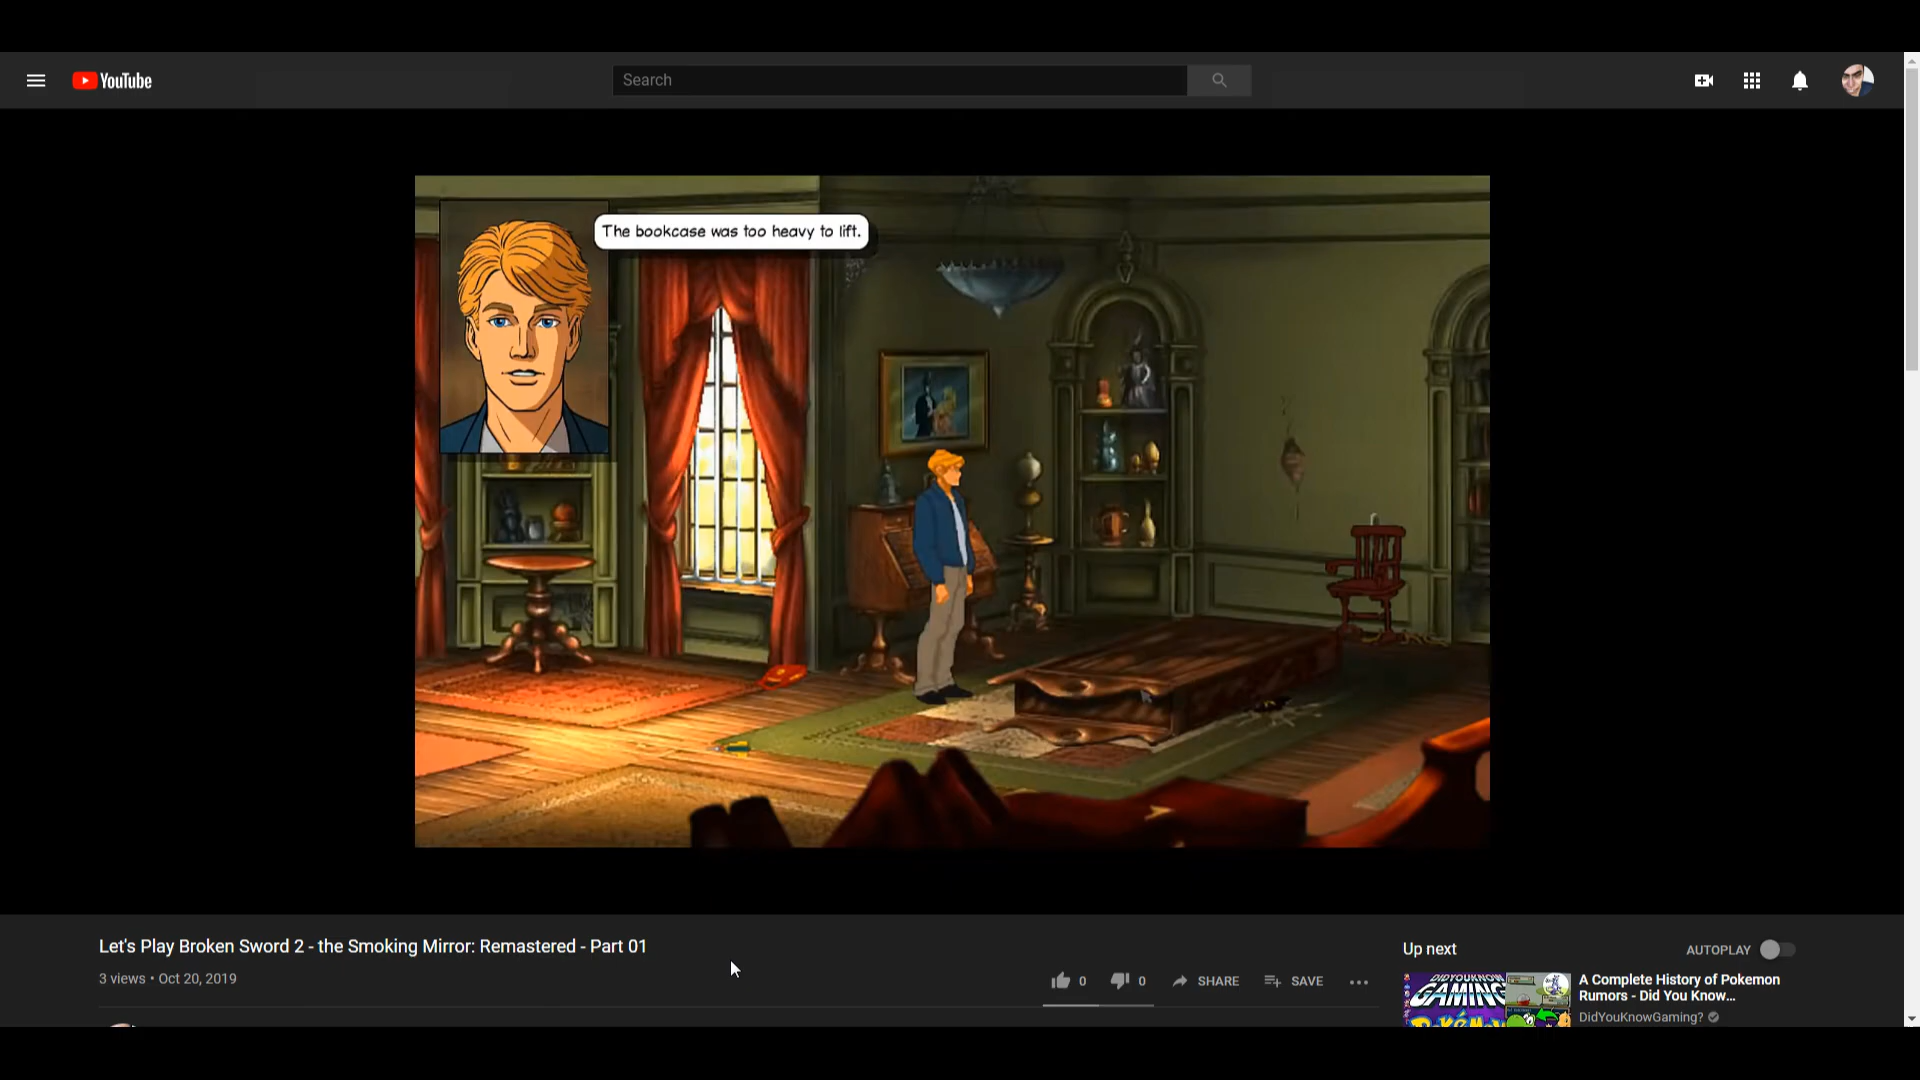 YouTube
Search
The bookcase was too heavy to lift.
Let's Play Broken Sword 2 - the Smoking Mirror: Remastered - Part 01
3 views • Oct 20, 2019
0
0
SHARE
SAVE
Up next
AUTOPLAY
DIDYOUKNOW
GAMING
A Complete History of Pokemon
Rumors - Did You Know...
DidYouKnowGaming?